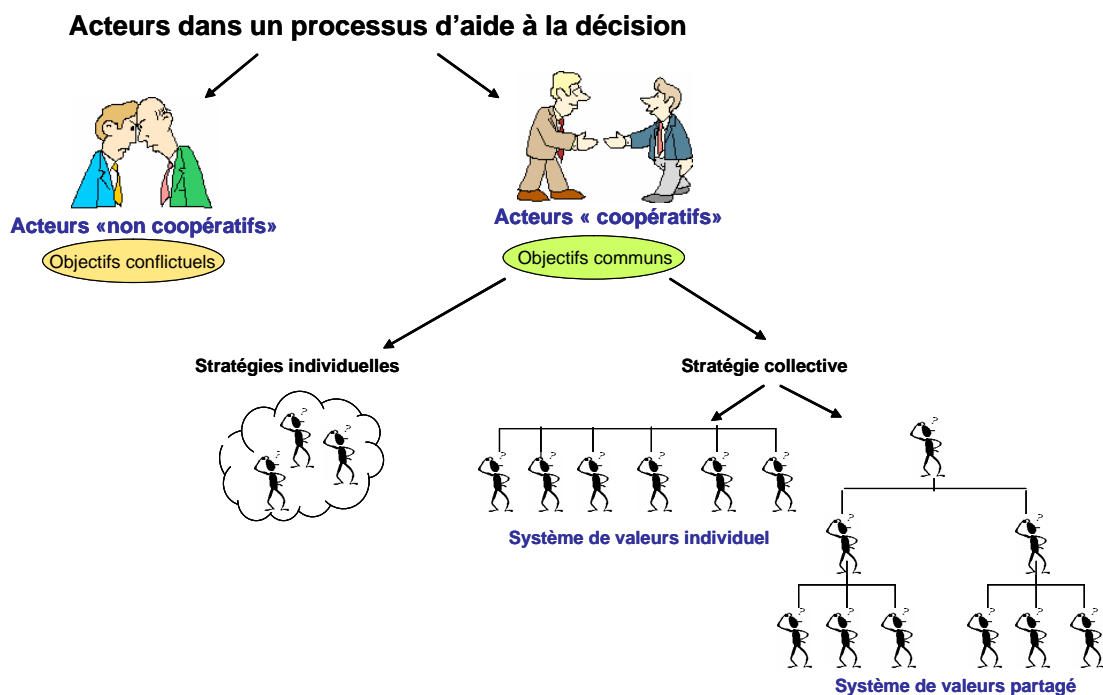 Acteurs dans un processus d'aide à la décision
Acteurs «non coopératifs»
Objectifs conflictuels
Acteurs « coopératifs»
Objectifs communs
Stratégies individuelles
Stratégie collective
? ? ?
? ? ? ? ? ?
Système de valeurs individuel
?
? ?
? ? ? ? ? ?
Système de valeurs partagé